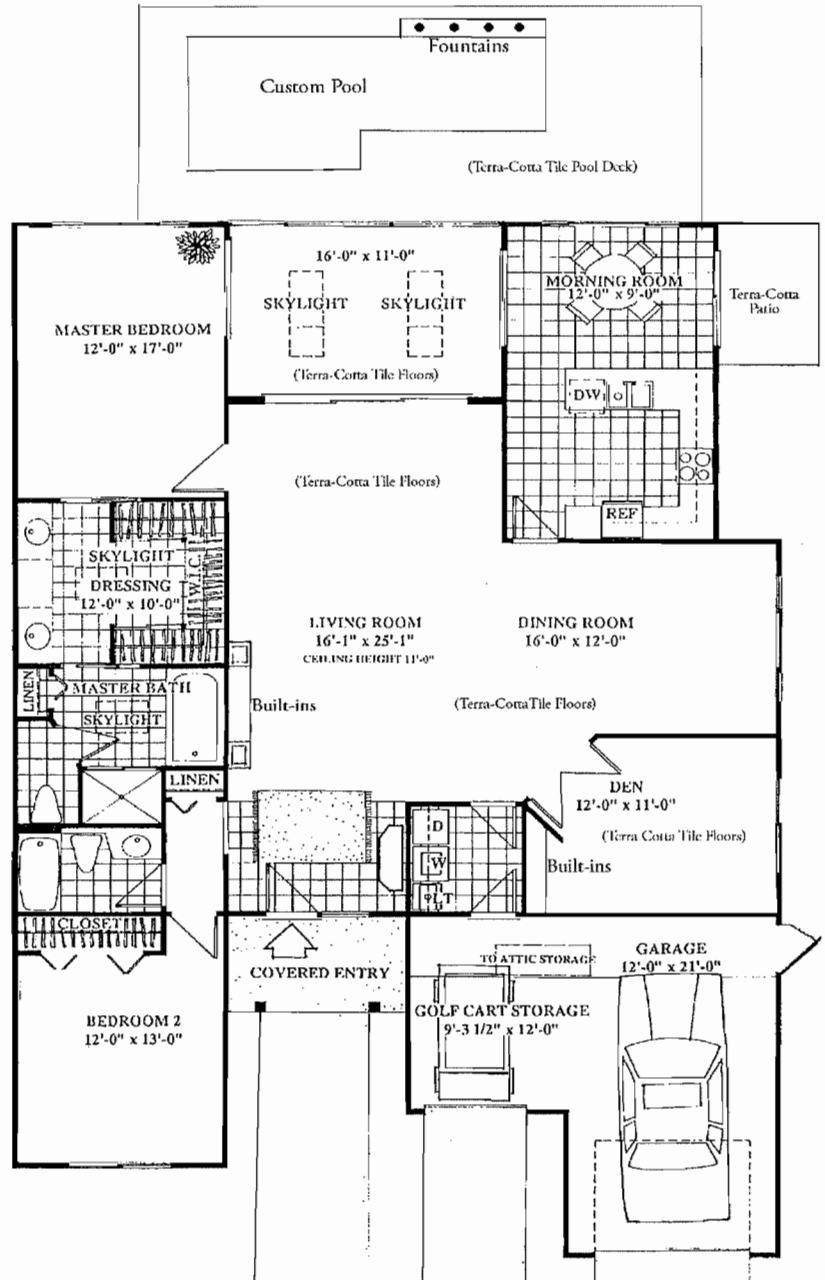 Fountains
Custom Pool
(Terra-Cotta Tile Pool Deck)
16'-0" x 11'-0"
SKYLIGHT
SKYLIGHT
(Terra-Cotta Tile Floors)
MORNING ROOM
12'-0" x 9'-0"
Terra-Cotta
Patio
MASTER BEDROOM
12'-0" x 17'-0"
DW
REF
(Terra-Cotta Tile Floors)
SKYLIGHT
DRESSING
12'-0" x 10'-0"
W.I.C.
LIVING ROOM
16'-1" x 25'-1"
CEILING HEIGHT 11'-0"
DINING ROOM
16'-0" x 12'-0"
(Terra-Cotta Tile Floors)
LINEN
MASTER BATH
SKYLIGHT
Built-ins
LINEN
DEN
12'-0" x 11'-0"
(Terra Cotta Tile Floors)
Built-ins
D
W
LT
CLOSET
COVERED ENTRY
TO ATTIC STORAGE
GARAGE
12'-0" x 21'-0"
GOLF CART STORAGE
9'-3 1/2" x 12'-0"
BEDROOM 2
12'-0" x 13'-0"